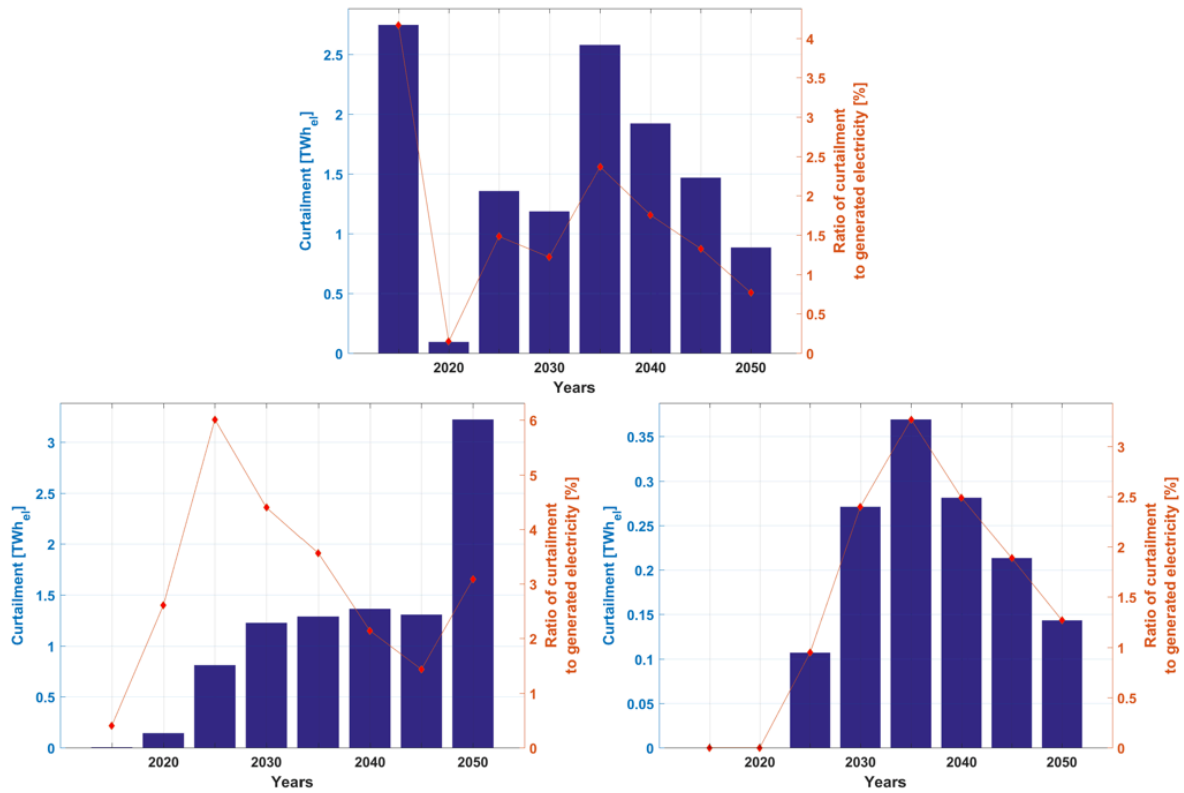 2.5
2
1.5
1
0.5
0
Curtailment [TWh_el]
4
3.5
3
2.5
2
1.5
1
0.5
0
Ratio of curtailment
to generated electricity [%]
2020 2030 2040 2050
Years
3
2.5
2
1.5
1
0.5
0
Curtailment [TWh_el]
6
5
4
3
2
1
0
Ratio of curtailment
to generated electricity [%]
2020 2030 2040 2050
Years
0.35
0.3
0.25
0.2
0.15
0.1
0.05
0
Curtailment [TWh_el]
3
2.5
2
1.5
1
0.5
0
Ratio of curtailment
to generated electricity [%]
2020 2030 2040 2050
Years